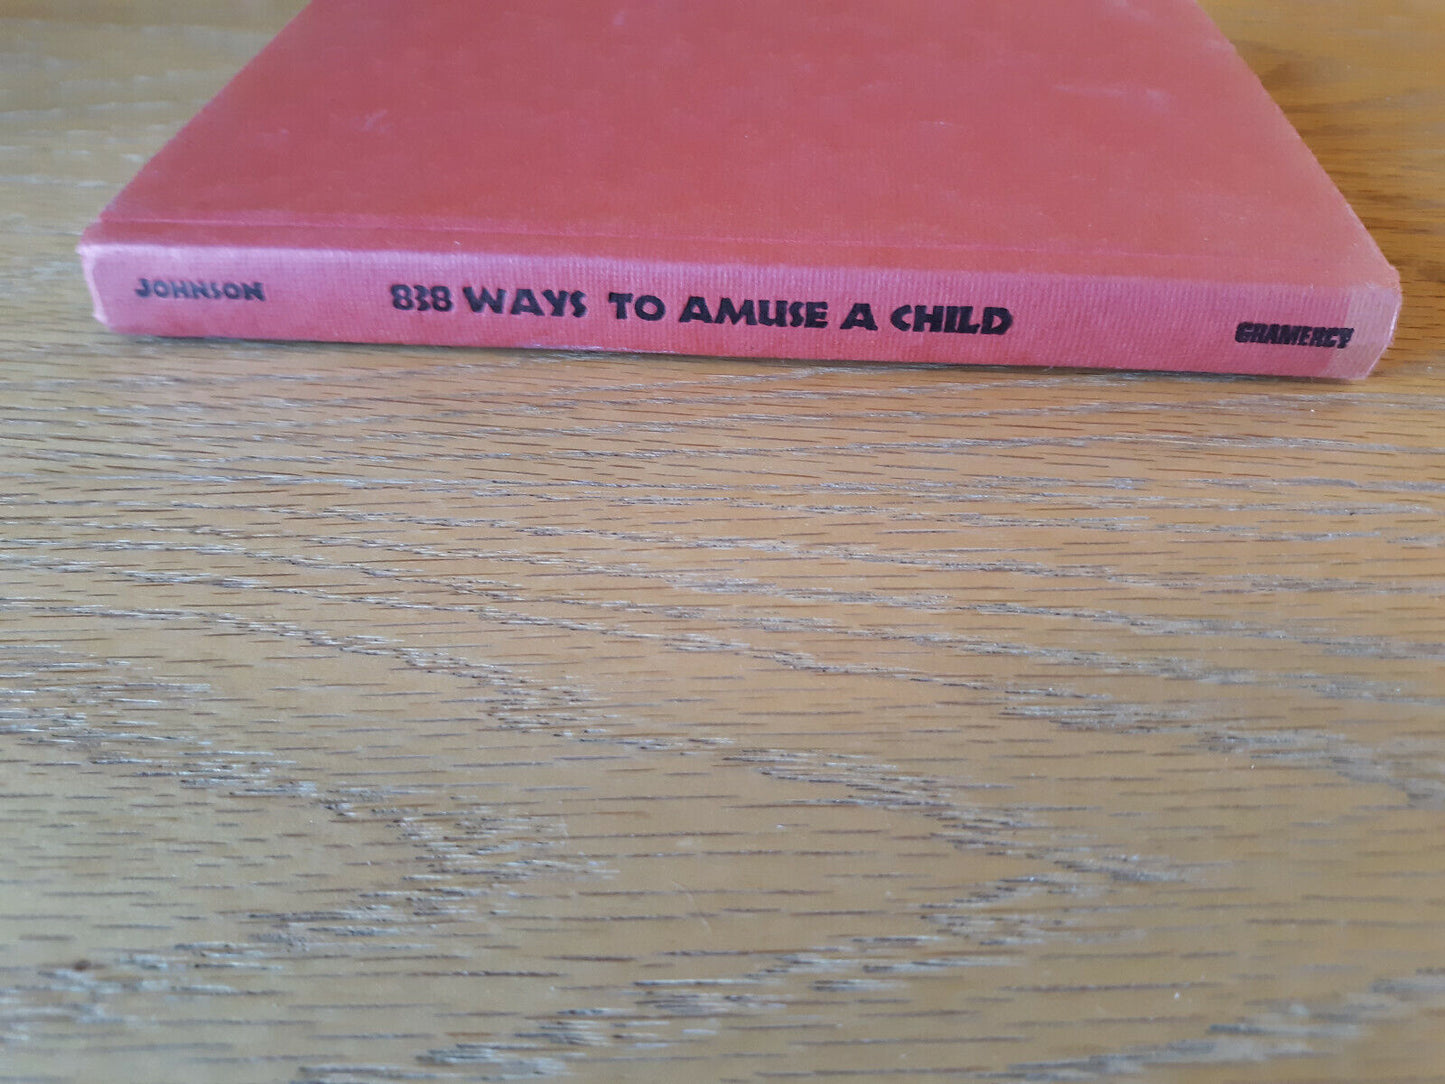 JOHNSON
838 WAYS TO AMUSE A CHILD
GRAMERCY